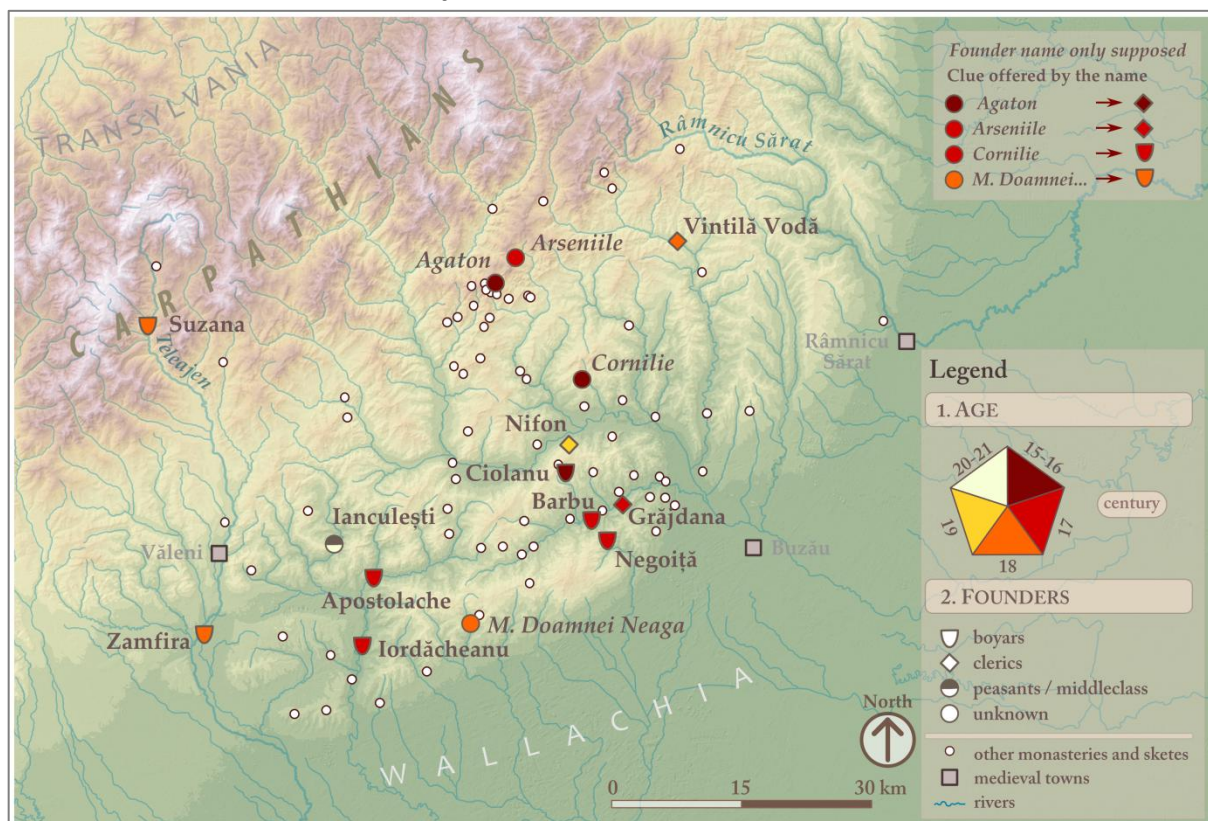 TRANSYLVANIA
CARPATHIANS
Râmnicu Sărat
Founder name only supposed
Clue offered by the name
Agaton
Arseniile
Cornilie
M. Doamnei...
Vintilă Vodă
Arseniile
Agaton
Suzana
Teleajen
Râmnicu
Sărat
Cornilie
Nifon
Ciolanu
Barbu
Grăjdana
Ianculești
Negoiță
Văleni
Buzău
Apostolache
M. Doamnei Neaga
Zamfira
Iordăcheanu
WALLACHIA
North
0 15 30 km
Legend
1. AGE
20-21
15-16
19
17
18
century
2. FOUNDERS
boyars
clerics
peasants / middleclass
unknown
other monasteries and sketes
medieval towns
rivers